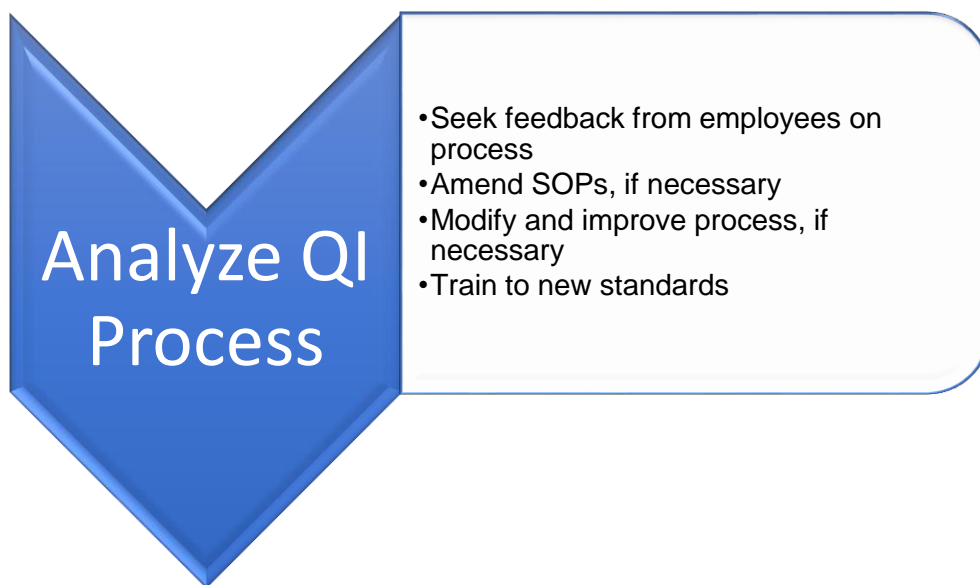 Analyze QI
Process
•Seek feedback from employees on
process
•Amend SOPs, if necessary
•Modify and improve process, if
necessary
•Train to new standards